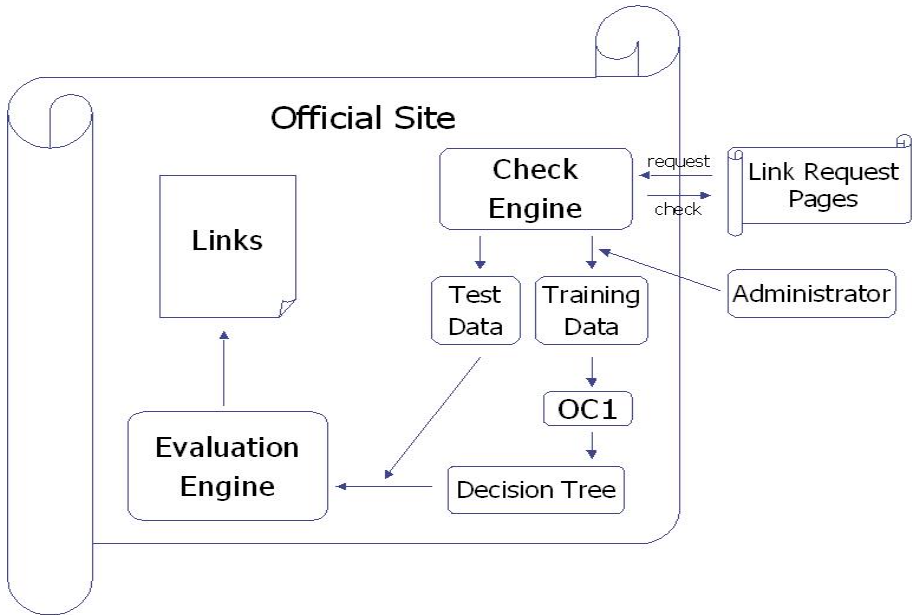 Official Site
Check
Engine
request
check
Link Request
Pages
Links
Test
Data
Training
Data
Administrator
OC1
Evaluation
Engine
Decision Tree